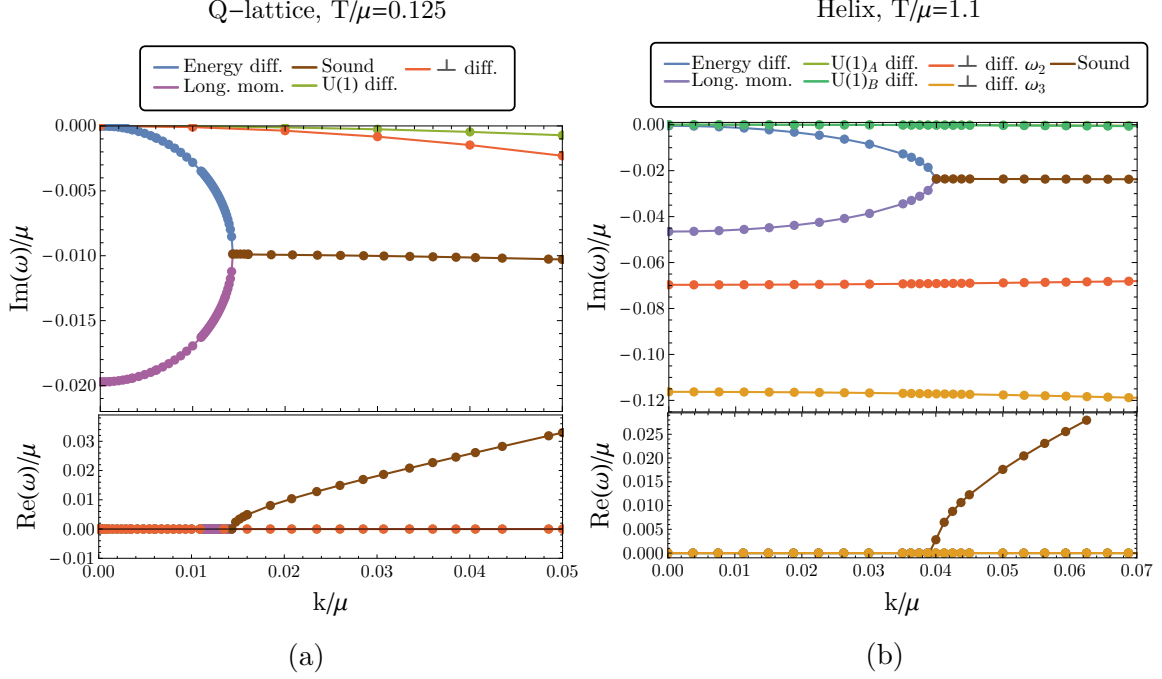 Q−lattice, T/μ=0.125
Energy diff.
Sound
⊥ diff.
Long. mom.
U(1) diff.
Im(ω)/μ
0.000
−0.005
−0.010
−0.015
−0.020
Re(ω)/μ
0.03
0.02
0.01
0.00
−0.01
0.00 0.01 0.02 0.03 0.04 0.05
k/μ
(a)
Helix, T/μ=1.1
Energy diff.
U(1)A diff.
⊥ diff. ω2
Sound
Long. mom.
U(1)B diff.
⊥ diff. ω3
Im(ω)/μ
0.00
−0.02
−0.04
−0.06
−0.08
−0.10
−0.12
Re(ω)/μ
0.025
0.020
0.015
0.010
0.005
0.000
0.00 0.01 0.02 0.03 0.04 0.05 0.06 0.07
k/μ
(b)